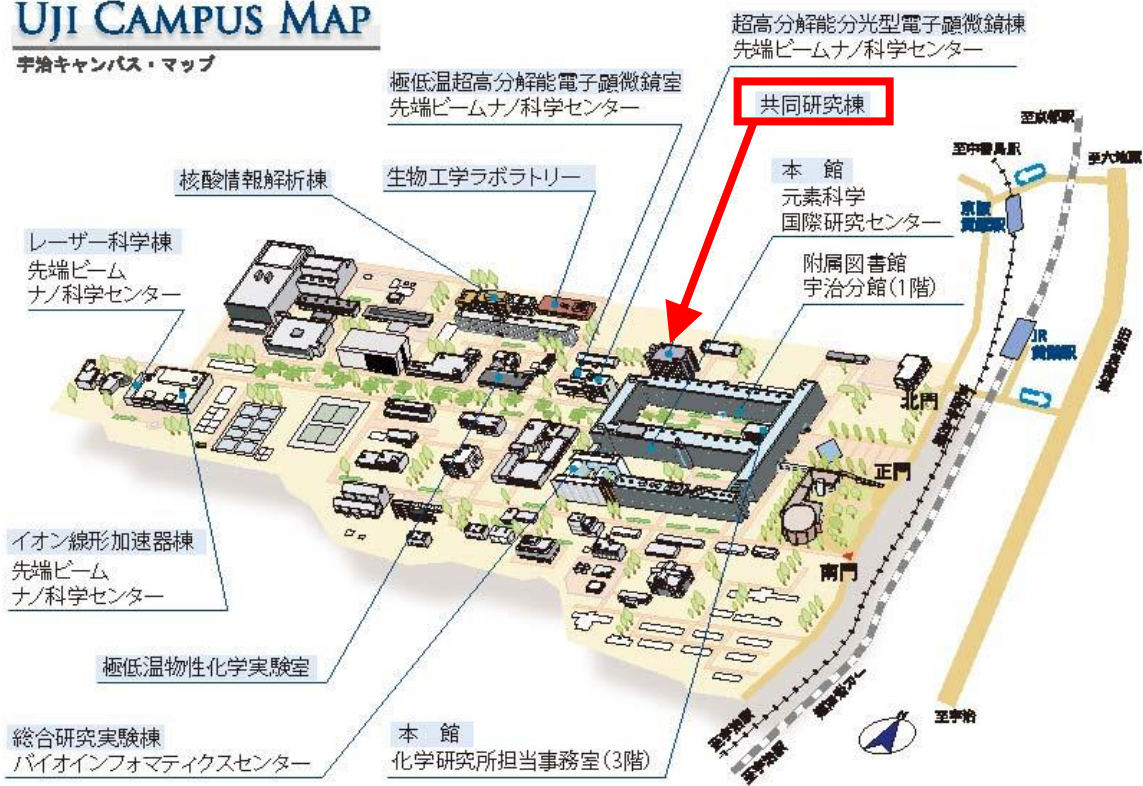 UJI CAMPUS MAP
宇治キャンパス・マップ
超高分解能分光型電子顕微鏡棟
先端ビームナノ科学センター
極低温超高分解能電子顕微鏡室
先端ビームナノ科学センター
共同研究棟
至京都駅
至中書島駅
至六地蔵
核酸情報解析棟
生物工学ラボラトリー
本 館
元素科学
国際研究センター
京阪
黄檗駅
レーザー科学棟
先端ビーム
ナノ科学センター
附属図書館
宇治分館(1階)
JR
黄檗駅
北門
正門
南門
イオン線形加速器棟
先端ビーム
ナノ科学センター
極低温物性化学実験室
総合研究実験棟
バイオインフォマティクスセンター
本 館
化学研究所担当事務室(3階)
至宇治駅
至宇治駅
至宇治